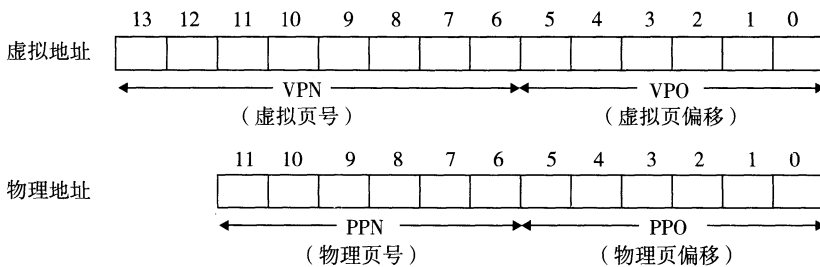 13 12 11 10 9 8 7 6 5 4 3 2 1 0
虚拟地址
VPN VPO
（虚拟页号） （虚拟页偏移）
11 10 9 8 7 6 5 4 3 2 1 0
物理地址
PPN PPO
（物理页号） （物理页偏移）